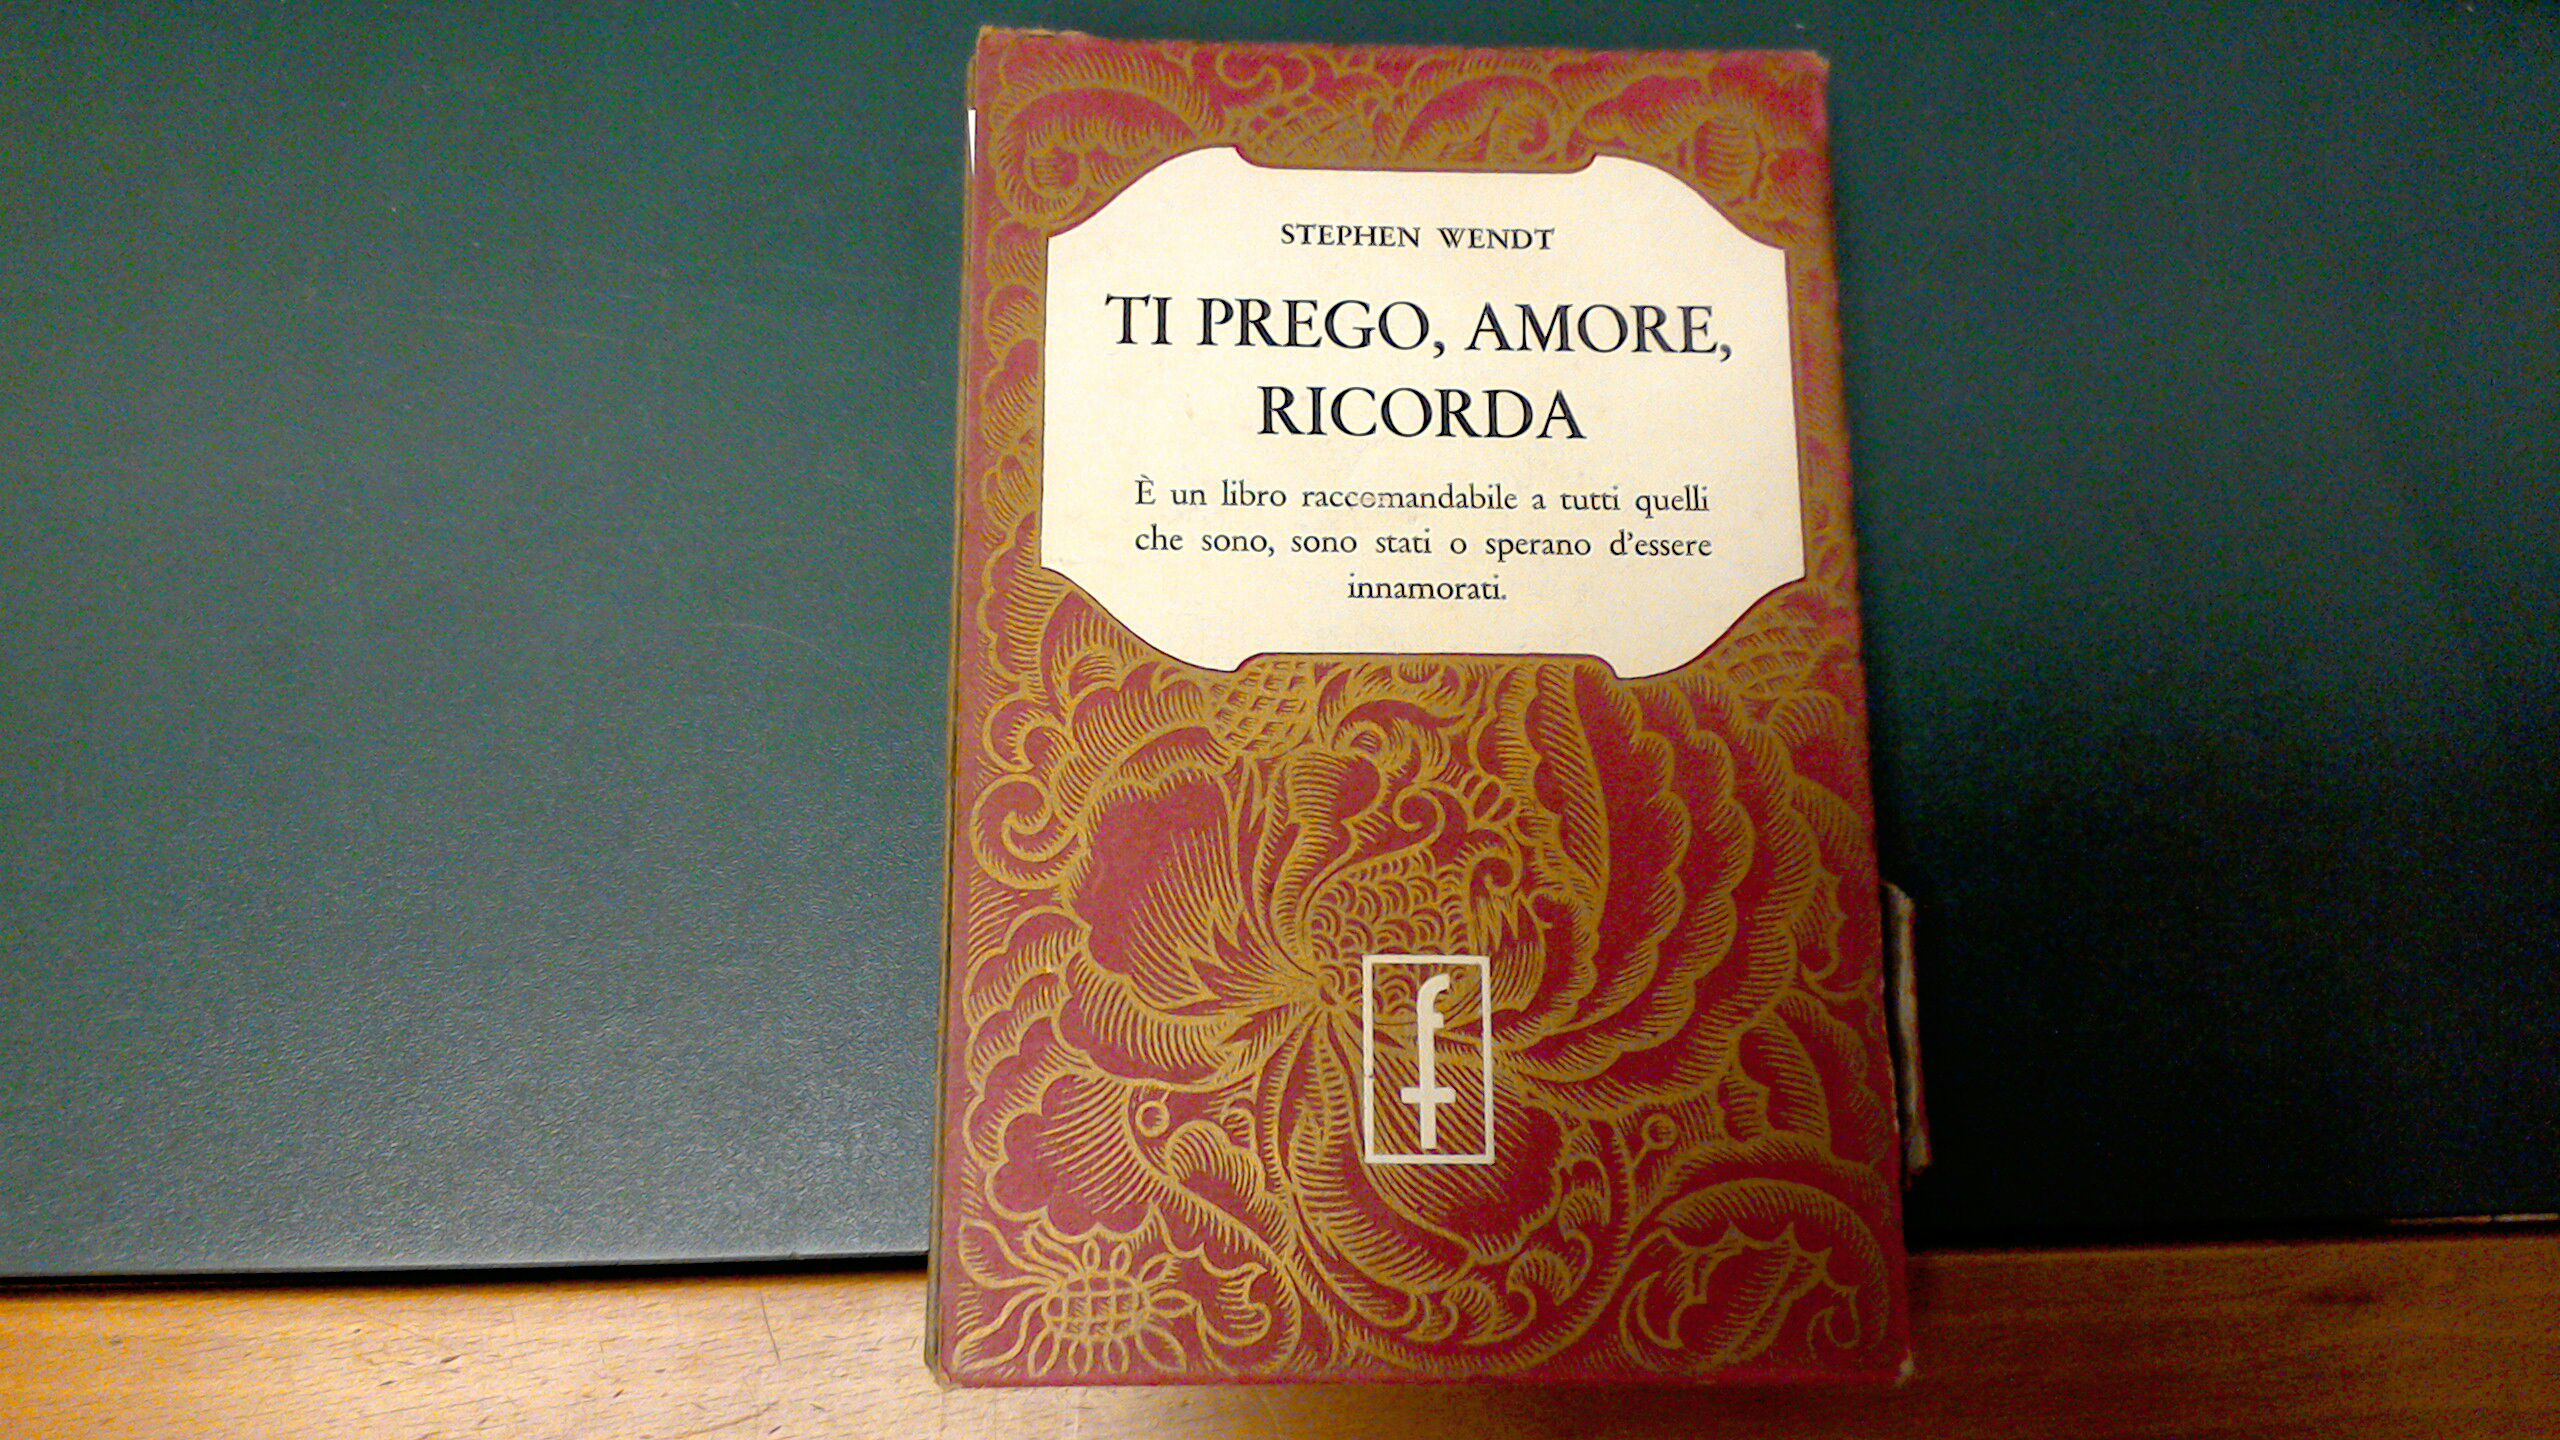 STEPHEN WENDT
TI PREGO, AMORE,
RICORDA
È un libro raccomandabile a tutti quelli
che sono, sono stati o sperano d'essere
innamorati.
f